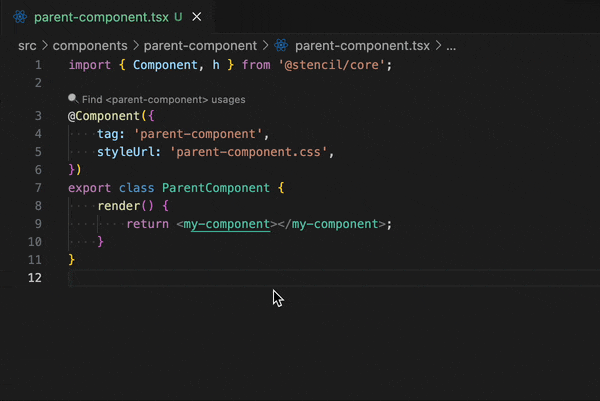 parent-component.tsx U ×
src > components > parent-component > parent-component.tsx > ...
1 import { Component, h } from '@stencil/core';
2
Find <parent-component> usages
3 @Component({
4 tag: 'parent-component',
5 styleUrl: 'parent-component.css',
6 })
7 export class ParentComponent {
8 render() {
9 return <my-component></my-component>;
10 }
11 }
12